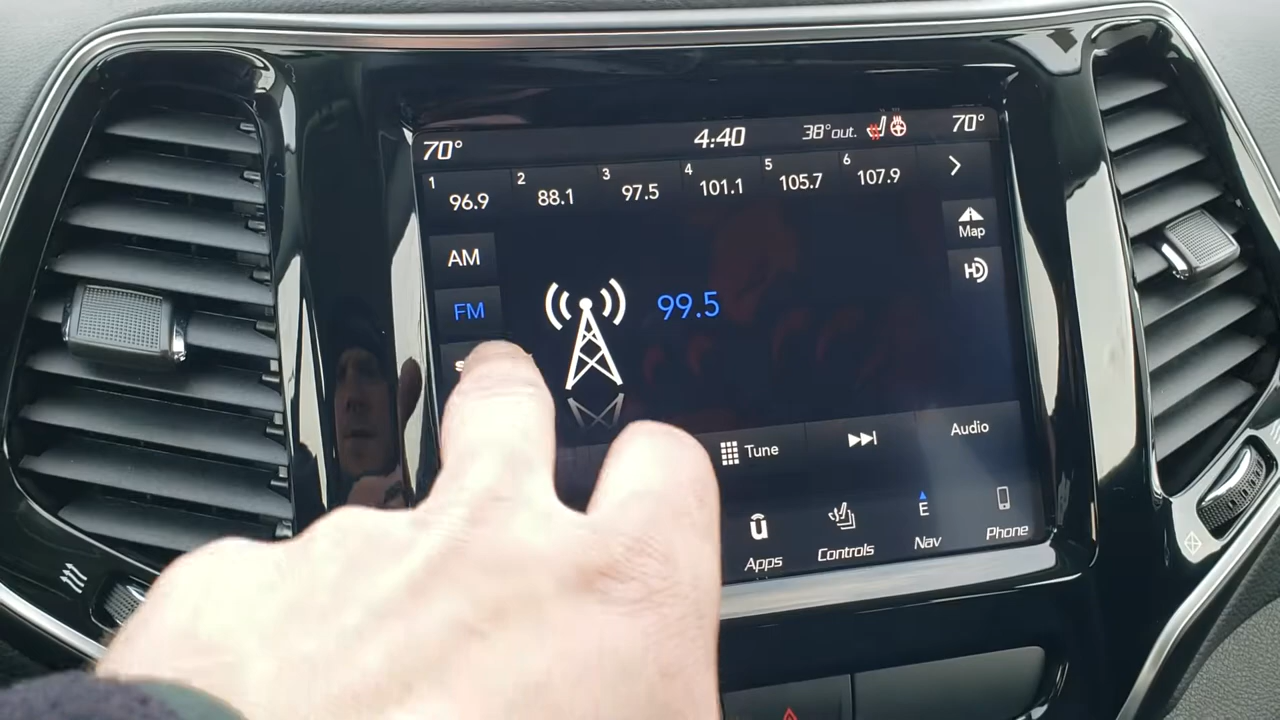 70° 4:40 38°out. 70°
1 96.9 2 88.1 3 97.5 4 101.1 5 105.7 6 107.9
Map
AM
HD
FM 99.5
Tune Audio
E
Apps Controls Nav Phone